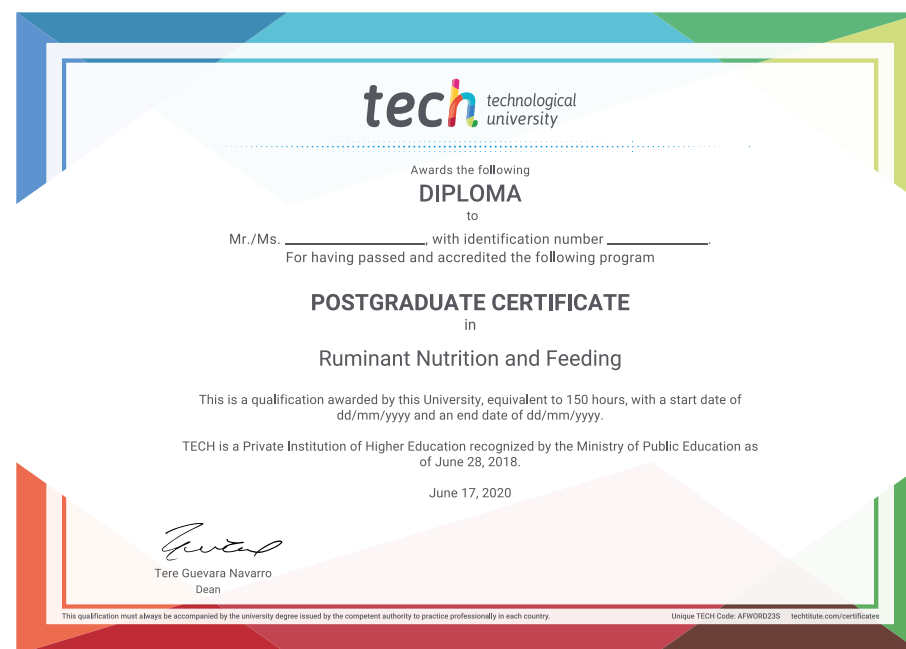 tech technological
university
Awards the following
DIPLOMA
to
Mr./Ms. ____________________, with identification number ______________.
For having passed and accredited the following program
POSTGRADUATE CERTIFICATE
in
Ruminant Nutrition and Feeding
This is a qualification awarded by this University, equivalent to 150 hours, with a start date of
dd/mm/yyyy and an end date of dd/mm/yyyy.
TECH is a Private Institution of Higher Education recognized by the Ministry of Public Education as
of June 28, 2018.
June 17, 2020
Tere Guevara Navarro
Dean
This qualification must always be accompanied by the university degree issued by the competent authority to practice professionally in each country. Unique TECH Code: AFWORD23S techtitute.com/certificates